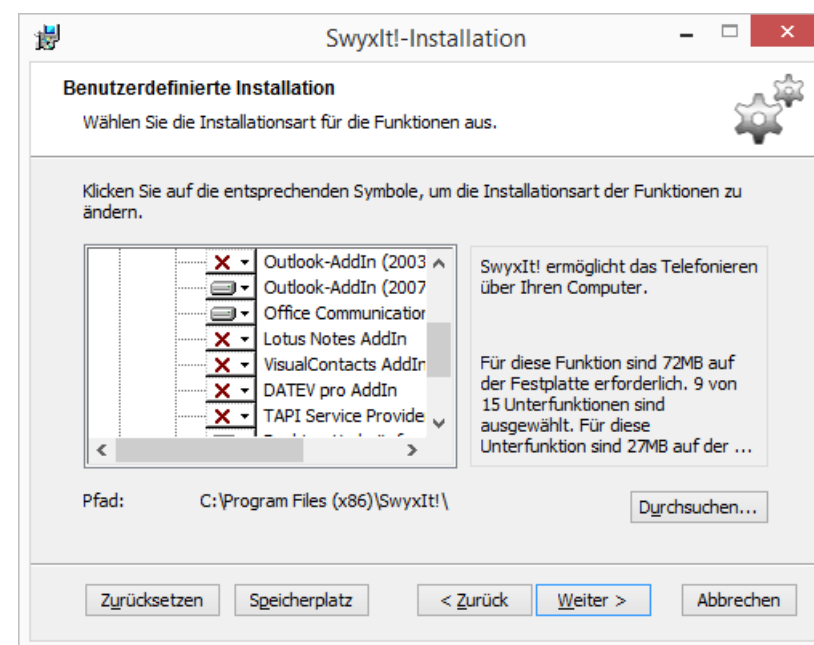 SwyxIt!-Installation
Benutzerdefinierte Installation
Wählen Sie die Installationsart für die Funktionen aus.
Klicken Sie auf die entsprechenden Symbole, um die Installationsart der Funktionen zu
ändern.
Outlook-AddIn (2003
Outlook-AddIn (2007
Office Communication
Lotus Notes AddIn
VisualContacts AddIn
DATEV pro AddIn
TAPI Service Provide
SwyxIt! ermöglicht das Telefonieren
über Ihren Computer.
Für diese Funktion sind 72MB auf
der Festplatte erforderlich. 9 von
15 Unterfunktionen sind
ausgewählt. Für diese
Unterfunktion sind 27MB auf der ...
Pfad: C:\Program Files (x86)\SwyxIt!\
Durchsuchen...
Zurücksetzen Speicherplatz < Zurück Weiter > Abbrechen